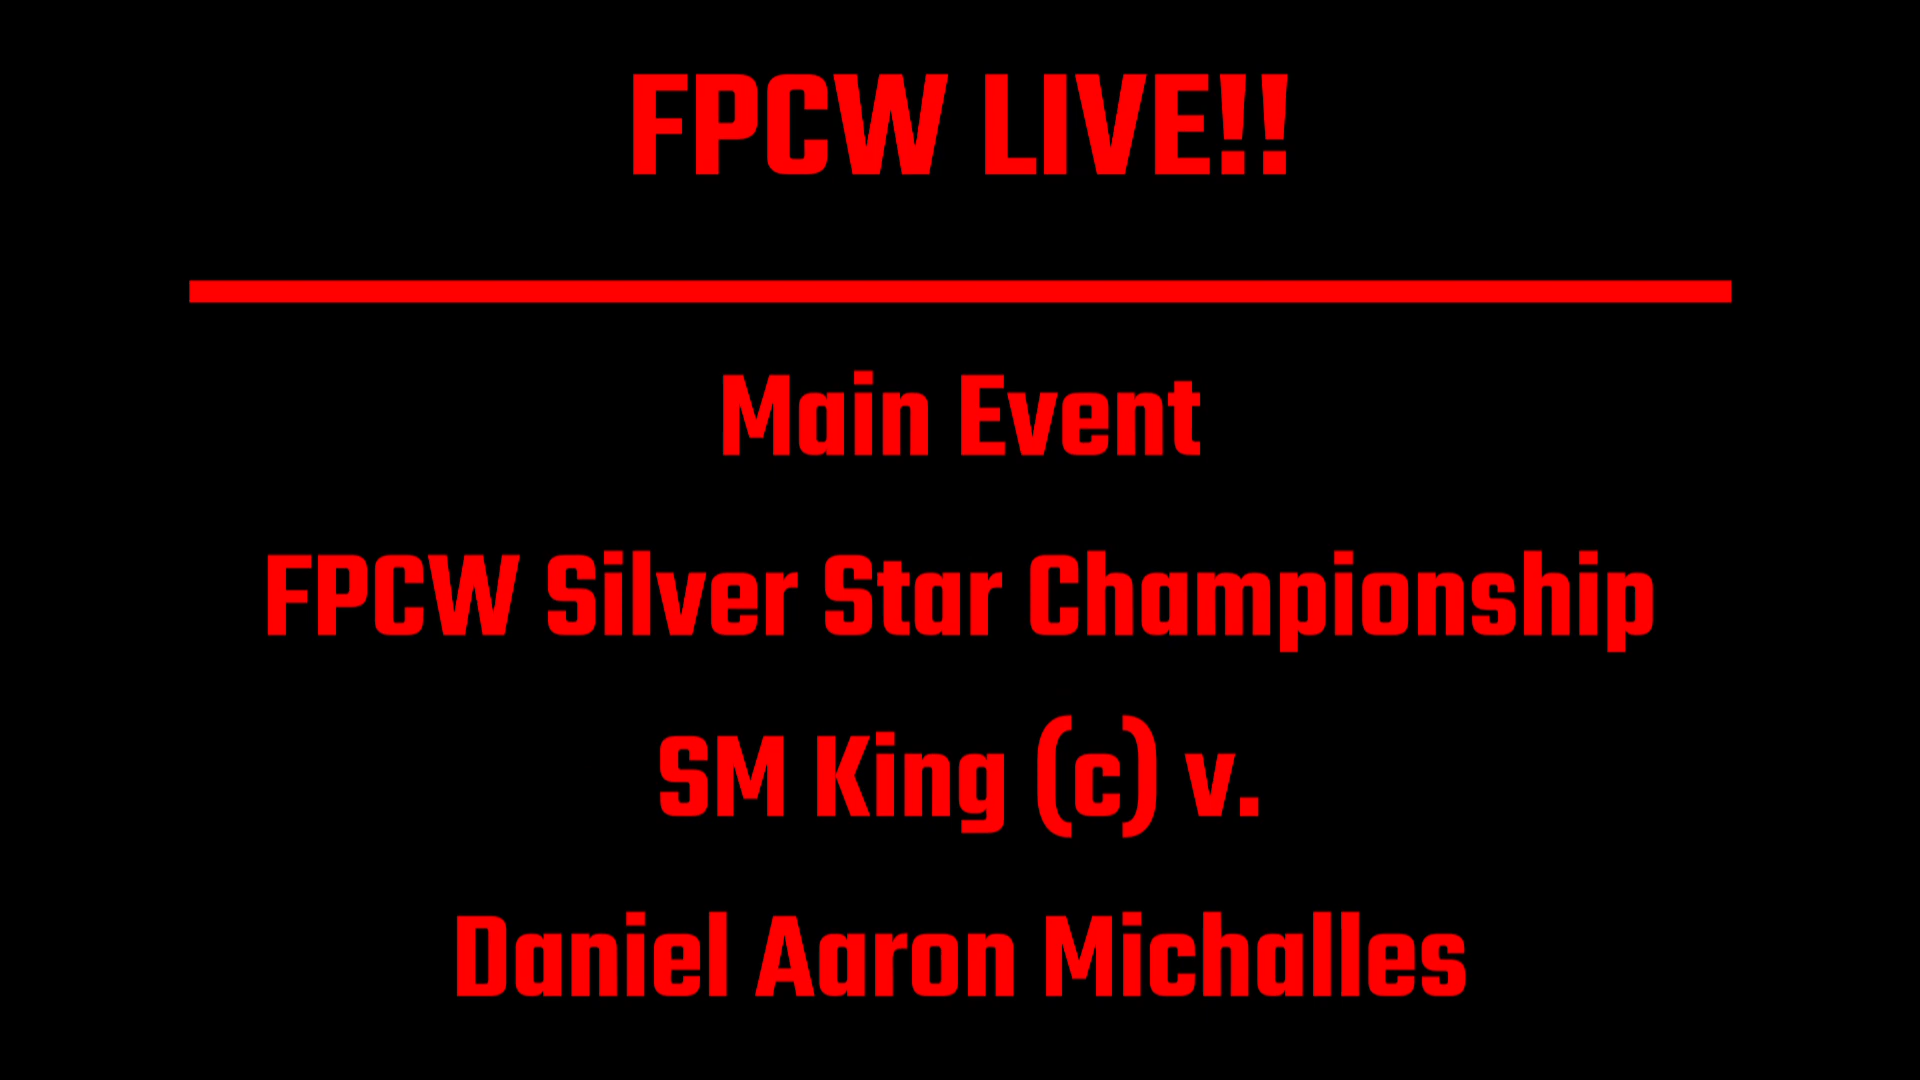 FPCW LIVE!!
Main Event
FPCW Silver Star Championship
SM King (c) v.
Daniel Aaron Michalles